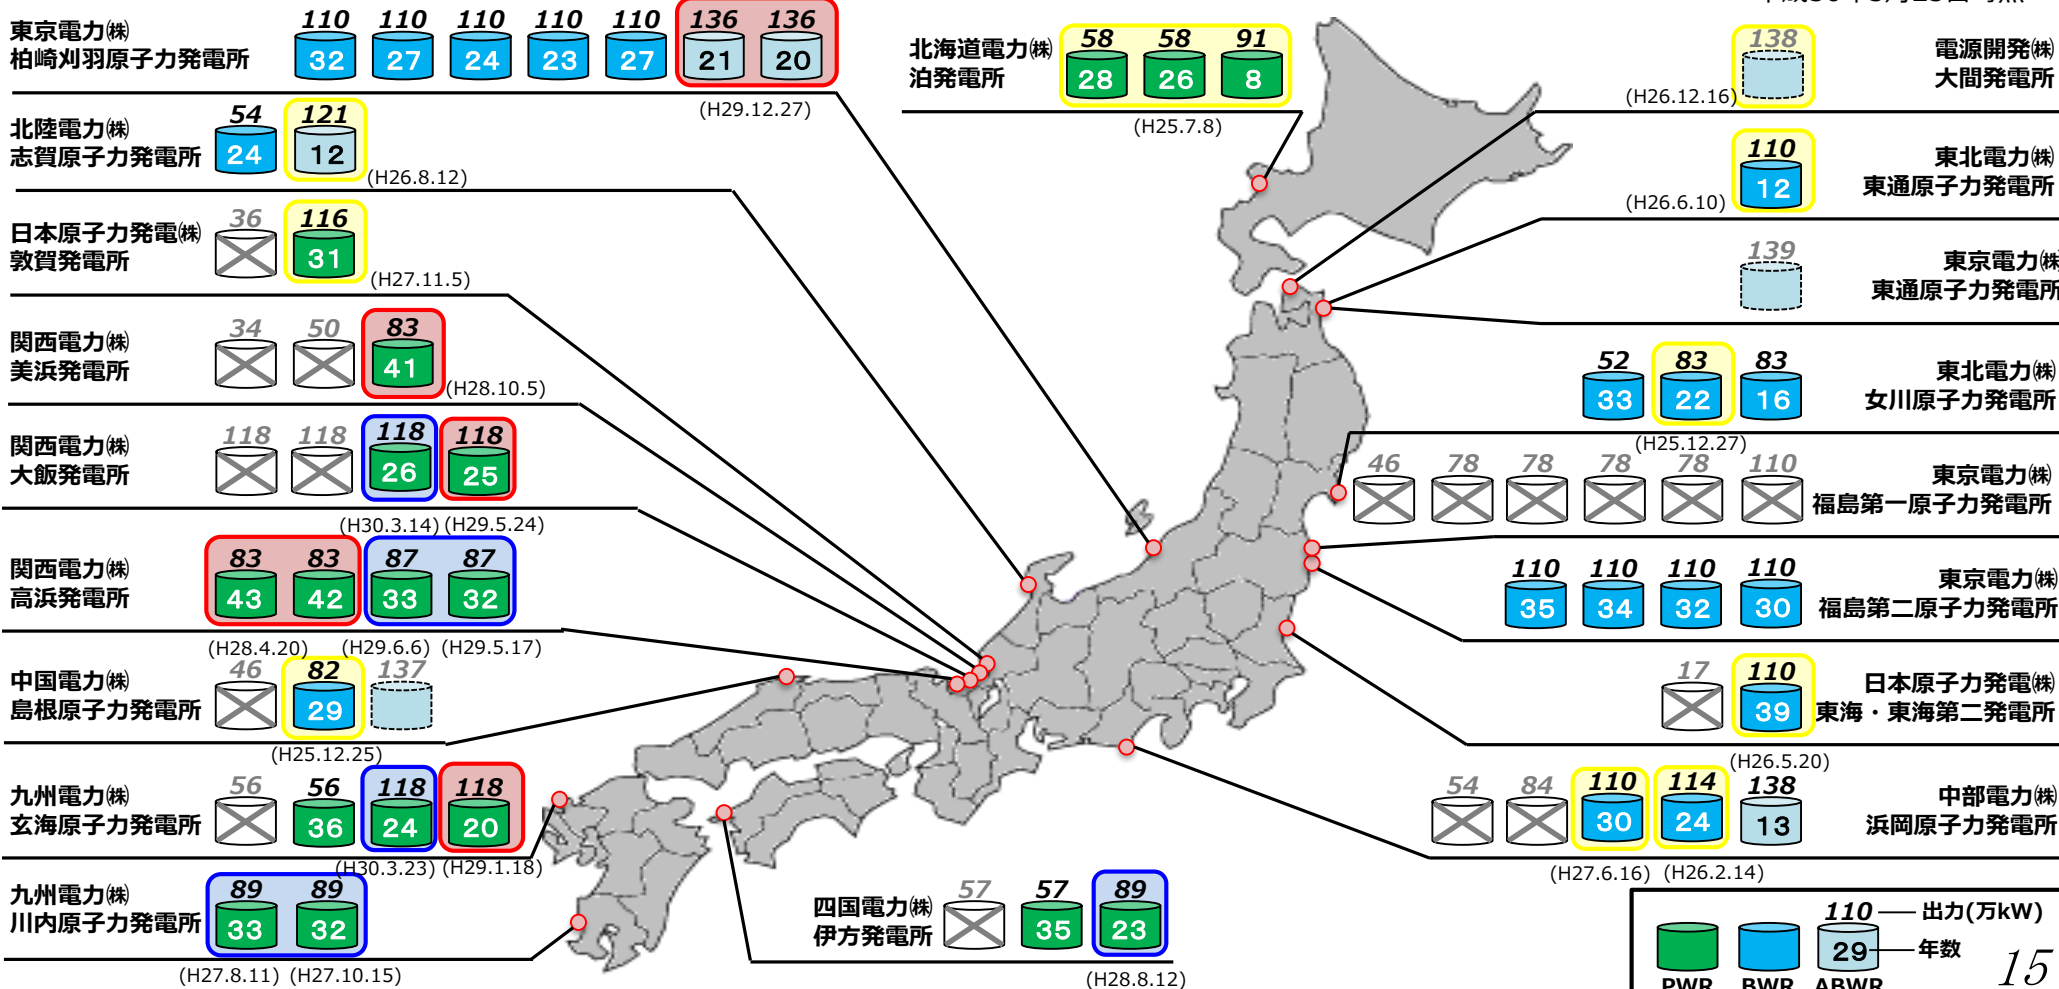 東京電力㈱
柏崎刈羽原子力発電所
110 110 110 110 110 136 136
32 27 24 23 27 21 20
(H29.12.27)
北陸電力㈱
志賀原子力発電所
54 121
24 12
(H26.8.12)
日本原子力発電㈱
敦賀発電所
36 116
31
(H27.11.5)
関西電力㈱
美浜発電所
34 50 83
41
(H28.10.5)
関西電力㈱
大飯発電所
118 118 118 118
26 25
(H30.3.14) (H29.5.24)
関西電力㈱
高浜発電所
83 83 87 87
43 42 33 32
(H28.4.20) (H29.6.6) (H29.5.17)
中国電力㈱
島根原子力発電所
46 82 137
29
(H25.12.25)
九州電力㈱
玄海原子力発電所
56 56 118 118
36 24 20
(H30.3.23) (H29.1.18)
九州電力㈱
川内原子力発電所
89 89
33 32
(H27.8.11) (H27.10.15)
北海道電力㈱
泊発電所
58 58 91
28 26 8
(H25.7.8)
四国電力㈱
伊方発電所
57 57 89
35 23
(H28.8.12)
138
電源開発㈱
大間発電所
(H26.12.16)
110
12
東北電力㈱
東通原子力発電所
(H26.6.10)
139
東京電力㈱
東通原子力発電所
52 83 83
33 22 16
東北電力㈱
女川原子力発電所
(H25.12.27)
46 78 78 78 78 110
東京電力㈱
福島第一原子力発電所
110 110 110 110
35 34 32 30
東京電力㈱
福島第二原子力発電所
17 110
39
日本原子力発電㈱
東海・東海第二発電所
(H26.5.20)
54 84 110 114 138
30 24 13
中部電力㈱
浜岡原子力発電所
(H27.6.16) (H26.2.14)
110 出力(万kW)
29 年数
PWR BWR ABWR
15